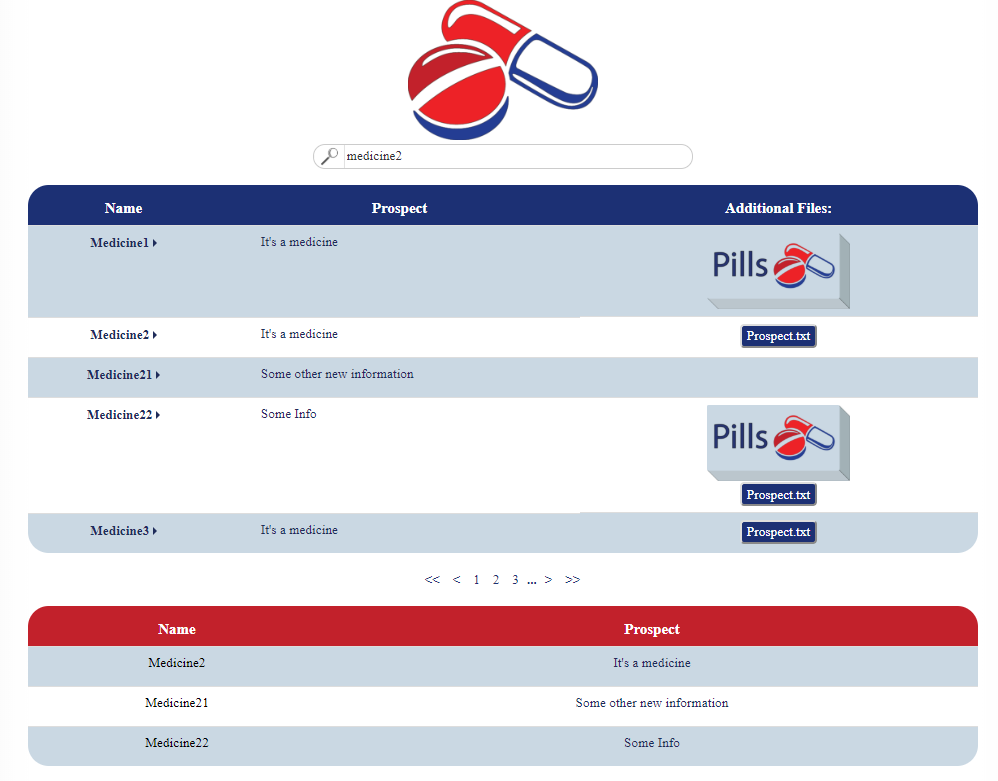 medicine2
Name Prospect Additional Files:
Medicine1 It's a medicine Pills
Medicine2 It's a medicine Prospect.txt
Medicine21 Some other new information
Medicine22 Some Info Pills
Prospect.txt
Medicine3 It's a medicine Prospect.txt
<< < 1 2 3 ... > >>
Name Prospect
Medicine2 It's a medicine
Medicine21 Some other new information
Medicine22 Some Info